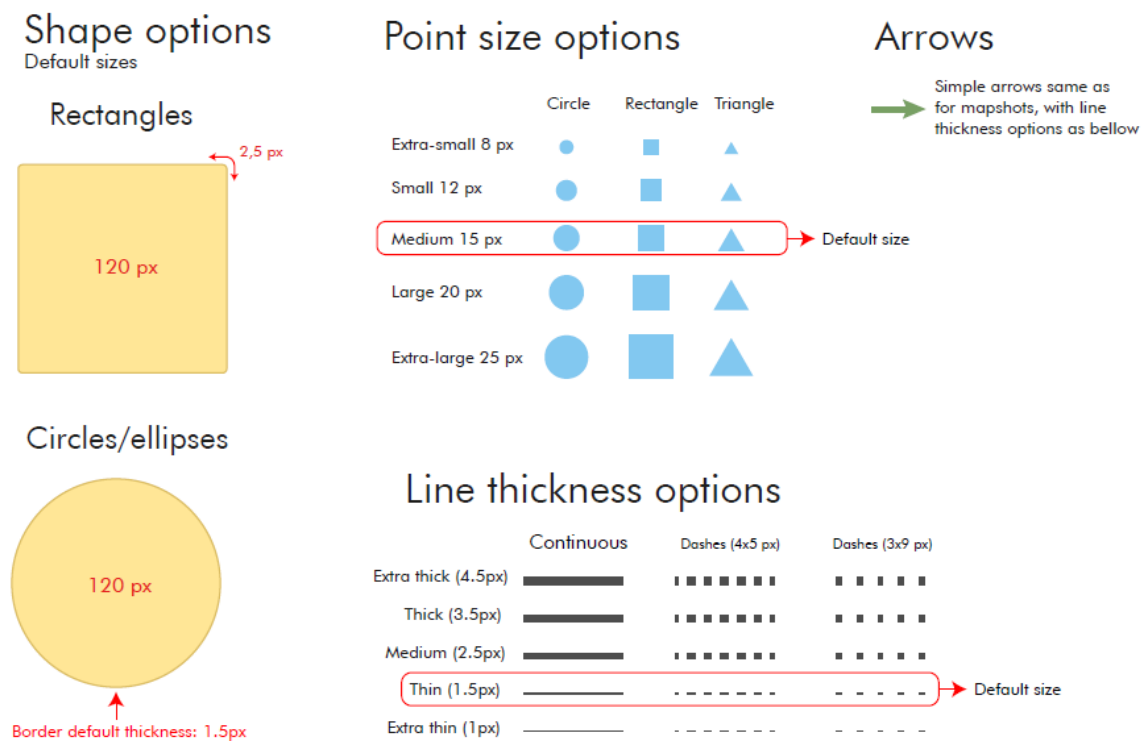 Shape options
Default sizes
Rectangles
2,5 px
120 px
Circles/ellipses
120 px
Border default thickness: 1.5px
Point size options
Circle Rectangle Triangle
Extra-small 8 px
Small 12 px
Medium 15 px Default size
Large 20 px
Extra-large 25 px
Arrows
Simple arrows same as
for mapshots, with line
thickness options as bellow
Line thickness options
Continuous Dashes (4x5 px) Dashes (3x9 px)
Extra thick (4.5px)
Thick (3.5px)
Medium (2.5px)
Thin (1.5px) Default size
Extra thin (1px)